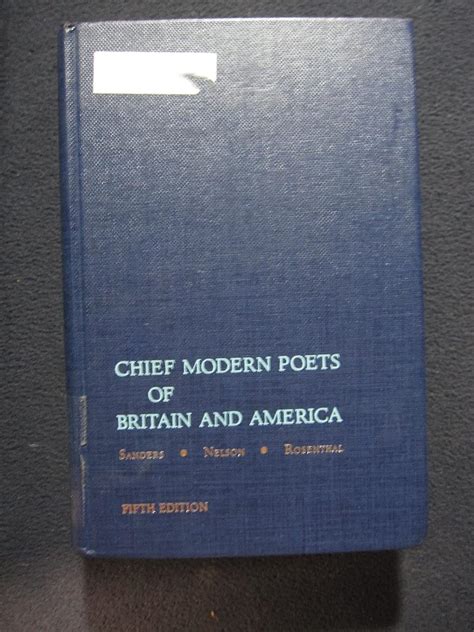 CHIEF MODERN POETS
OF
BRITAIN AND AMERICA
SANDERS • NELSON • ROSENTHAL
FIFTH EDITION